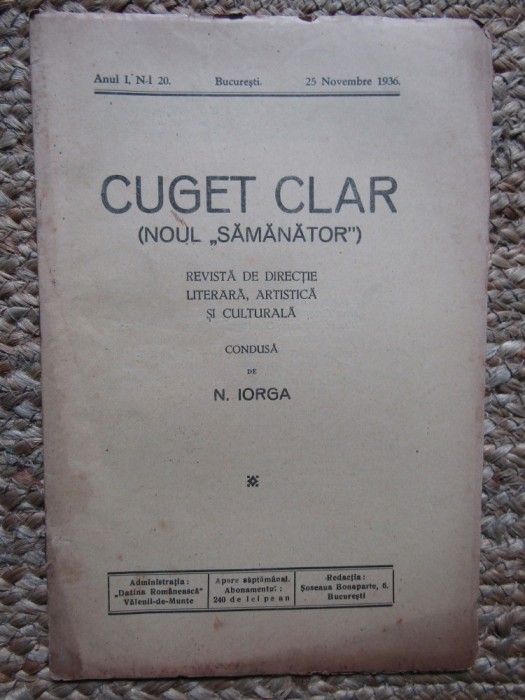 Anul I, N-l 20. București. 25 Novembre 1936.
CUGET CLAR
(NOUL „SĂMĂNĂTOR")
REVISTĂ DE DIRECȚIE
LITERARĂ, ARTISTICĂ
ȘI CULTURALĂ
CONDUSĂ
DE
N. IORGA
Administrația:
„Datina Românească"
Vălenii-de-Munte
Apare săptămânal.
Abonamentul:
240 de lei pe an
Redacția:
Șoseaua Bonaparte, 6.
București